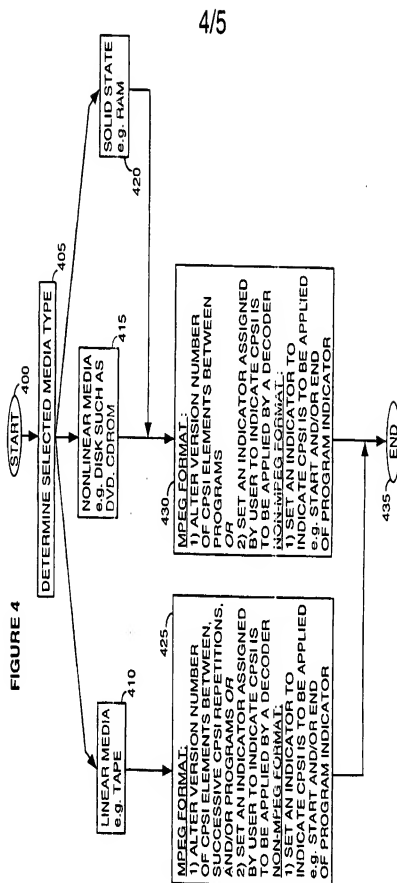 4/5
FIGURE 4
START
400
DETERMINE SELECTED MEDIA TYPE
405
LINEAR MEDIA
e.g. TAPE
410
NONLINEAR MEDIA
e.g. DISK SUCH AS
DVD, CDROM
415
SOLID STATE
e.g. RAM
420
425
MPEG FORMAT:
1) ALTER VERSION NUMBER
OF CPSI ELEMENTS BETWEEN,
SUCCESSIVE CPSI REPETITIONS.
AND/OR PROGRAMS OR
2) SET AN INDICATOR ASSIGNED
BY USER TO INDICATE CPSI IS
TO BE APPLIED BY A DECODER
NON-MPEG FORMAT:
1) SET AN INDICATOR TO
INDICATE CPSI IS TO BE APPLIED
e.g. START AND/OR END
OF PROGRAM INDICATOR
430
MPEG FORMAT :
1) ALTER VERSION NUMBER
OF CPSI ELEMENTS BETWEEN
PROGRAMS
OR
2) SET AN INDICATOR ASSIGNED
BY USER TO INDICATE CPSI IS
TO BE APPLIED BY A DECODER
NON-MPEG FORMAT :
1) SET AN INDICATOR TO
INDICATE CPSI IS TO BE APPLIED
e.g. START AND/OR END
OF PROGRAM INDICATOR
435
END